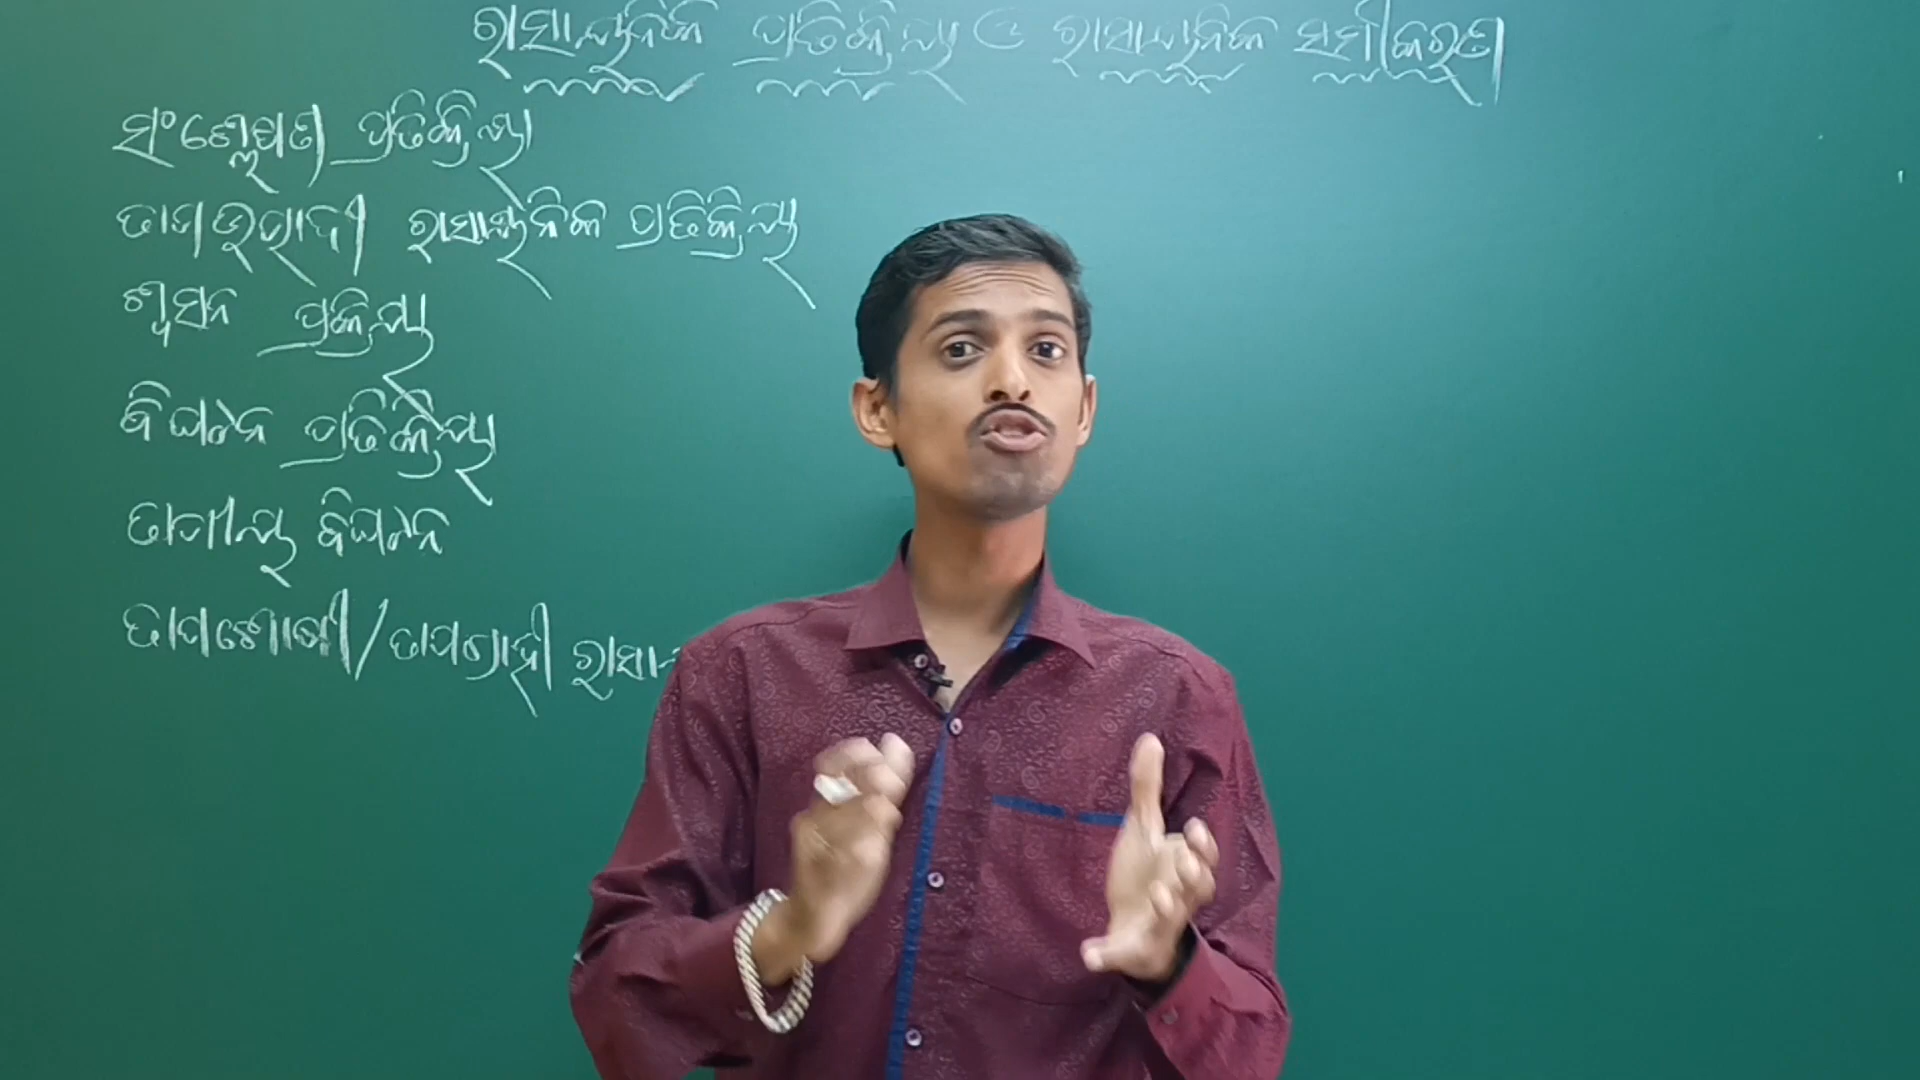 ରାସାୟନିକ ପ୍ରତିକ୍ରିୟା ଓ ରାସାୟନିକ ସମୀକରଣ
ସଂଶ୍ଳେଷଣ ପ୍ରତିକ୍ରିୟା
ତାପଉତ୍ପାଦୀ ରାସାୟନିକ ପ୍ରତିକ୍ରିୟା
ଶ୍ୱସନ ପ୍ରକ୍ରିୟା
ବିଘଟନ ପ୍ରତିକ୍ରିୟା
ତାପୀୟ ବିଘଟନ
ତାପଶୋଷୀ/ତାପଗ୍ରାହୀ ରାସା